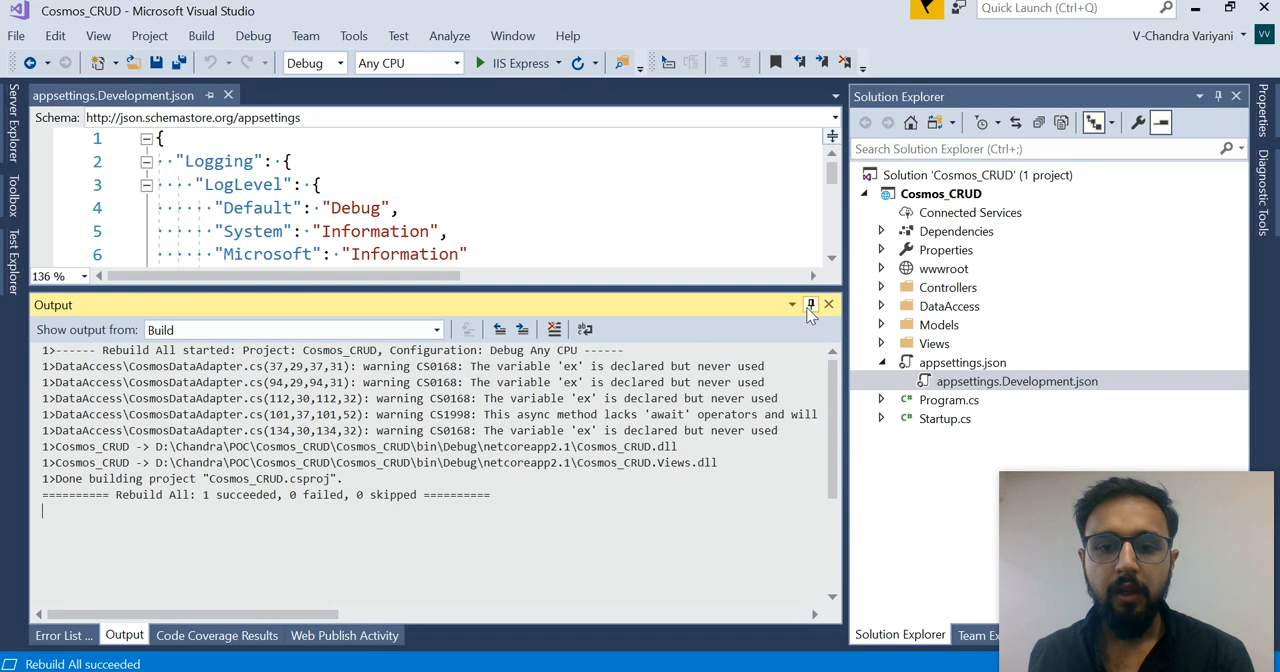 Cosmos_CRUD - Microsoft Visual Studio
Quick Launch (Ctrl+Q)
File Edit View Project Build Debug Team Tools Test Analyze Window Help
V-Chandra Variyani
VV
Debug Any CPU IIS Express
Server Explorer
Toolbox
Test Explorer
appsettings.Development.json
Schema: http://json.schemastore.org/appsettings
1 {
2 "Logging": {
3 "LogLevel": {
4 "Default": "Debug",
5 "System": "Information",
6 "Microsoft": "Information"
136 %
Output
Show output from: Build
1>------ Rebuild All started: Project: Cosmos_CRUD, Configuration: Debug Any CPU ------
1>DataAccess\CosmosDataAdapter.cs(37,29,37,31): warning CS0168: The variable 'ex' is declared but never used
1>DataAccess\CosmosDataAdapter.cs(94,29,94,31): warning CS0168: The variable 'ex' is declared but never used
1>DataAccess\CosmosDataAdapter.cs(112,30,112,32): warning CS0168: The variable 'ex' is declared but never used
1>DataAccess\CosmosDataAdapter.cs(101,37,101,52): warning CS1998: This async method lacks 'await' operators and will
1>DataAccess\CosmosDataAdapter.cs(134,30,134,32): warning CS0168: The variable 'ex' is declared but never used
1>Cosmos_CRUD -> D:\Chandra\POC\Cosmos_CRUD\Cosmos_CRUD\bin\Debug\netcoreapp2.1\Cosmos_CRUD.dll
1>Cosmos_CRUD -> D:\Chandra\POC\Cosmos_CRUD\Cosmos_CRUD\bin\Debug\netcoreapp2.1\Cosmos_CRUD.Views.dll
1>Done building project "Cosmos_CRUD.csproj".
========== Rebuild All: 1 succeeded, 0 failed, 0 skipped ==========
Error List ... Output Code Coverage Results Web Publish Activity
Rebuild All succeeded
Solution Explorer
Search Solution Explorer (Ctrl+;)
Solution 'Cosmos_CRUD' (1 project)
Cosmos_CRUD
Connected Services
Dependencies
Properties
wwwroot
Controllers
DataAccess
Models
Views
appsettings.json
appsettings.Development.json
C# Program.cs
C# Startup.cs
Solution Explorer Team Ex
Properties
Diagnostic Tools